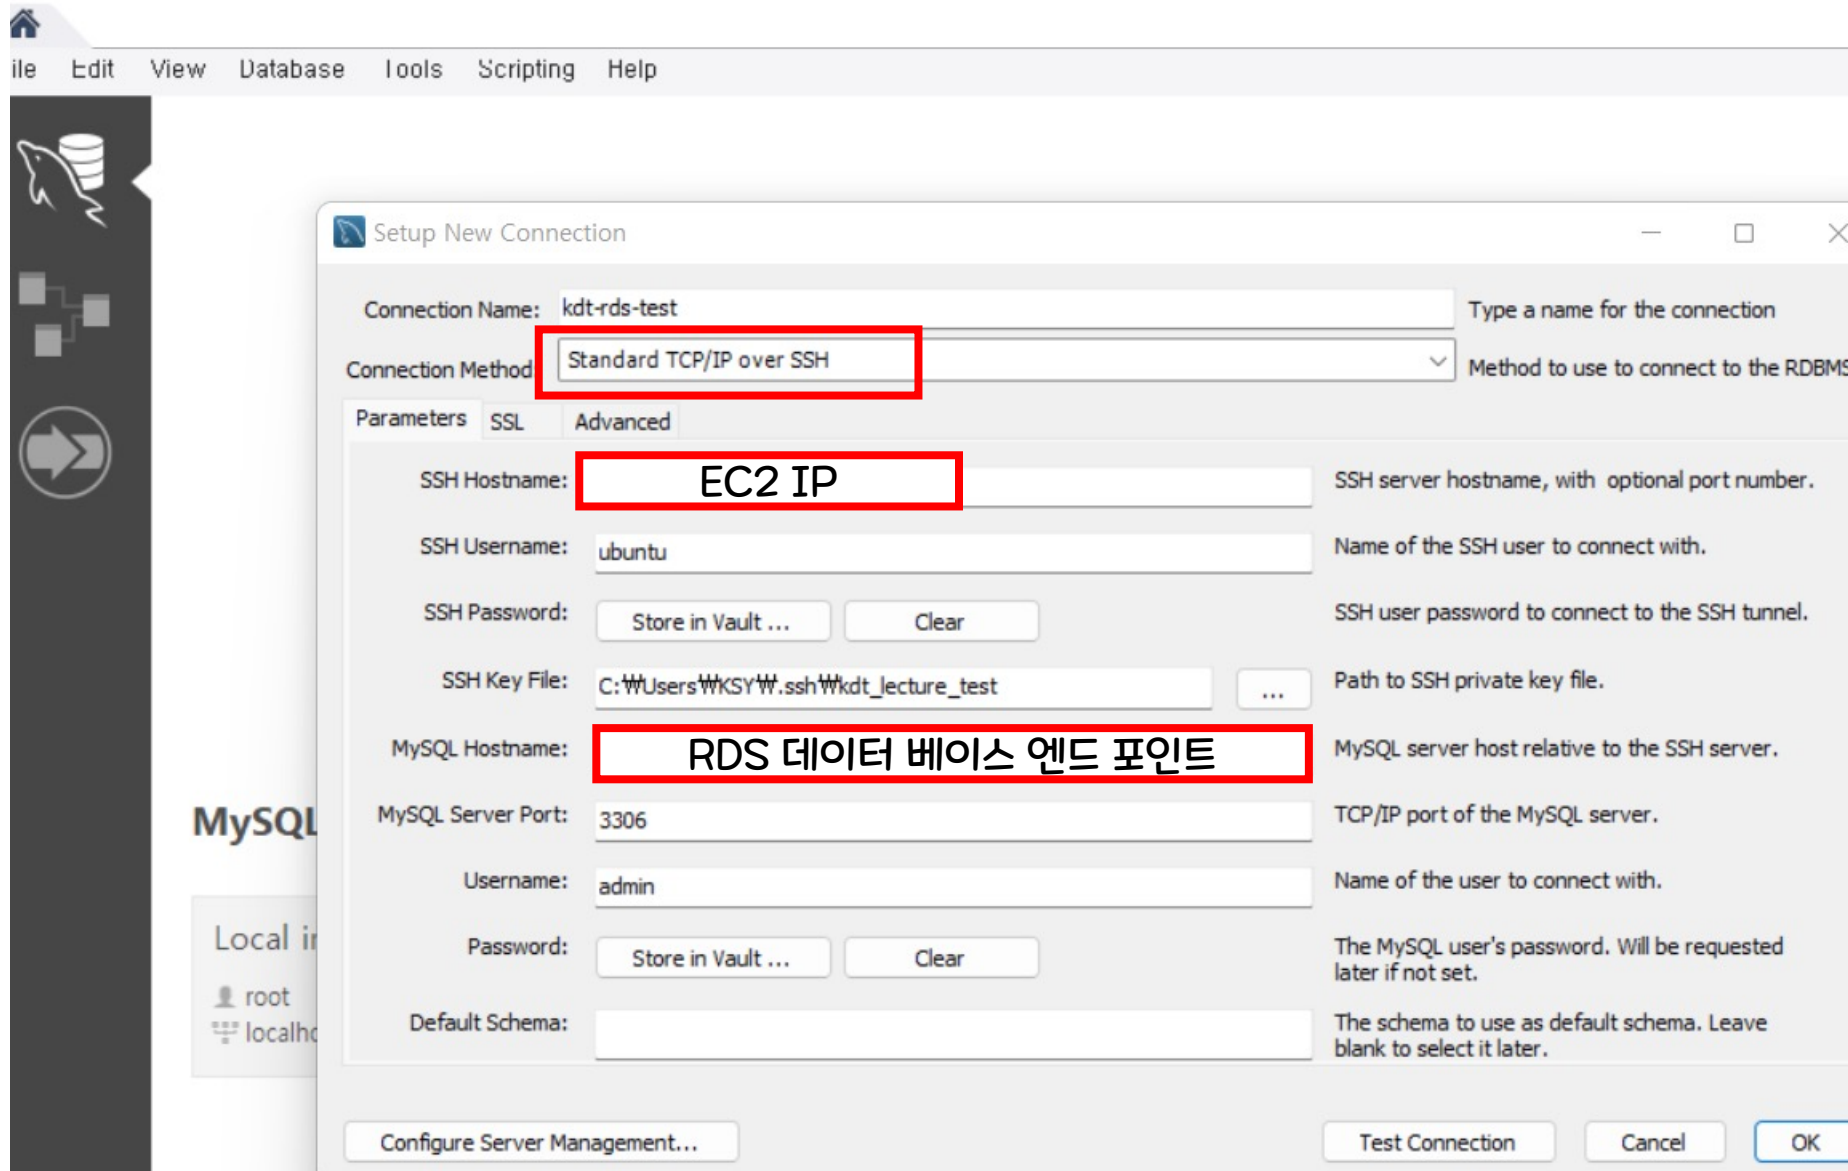 ile Edit View Database Tools Scripting Help
Setup New Connection
Connection Name: kdt-rds-test Type a name for the connection
Connection Method: Standard TCP/IP over SSH Method to use to connect to the RDBMS
Parameters SSL Advanced
SSH Hostname: EC2 IP SSH server hostname, with optional port number.
SSH Username: ubuntu Name of the SSH user to connect with.
SSH Password: Store in Vault ... Clear SSH user password to connect to the SSH tunnel.
SSH Key File: C:₩Users₩KSY₩.ssh₩kdt_lecture_test ... Path to SSH private key file.
MySQL Hostname: RDS 데이터 베이스 엔드 포인트 MySQL server host relative to the SSH server.
MySQL
MySQL Server Port: 3306 TCP/IP port of the MySQL server.
Username: admin Name of the user to connect with.
Local in
Password: Store in Vault ... Clear The MySQL user's password. Will be requested
later if not set.
root
localho
Default Schema: The schema to use as default schema. Leave
blank to select it later.
Configure Server Management... Test Connection Cancel OK